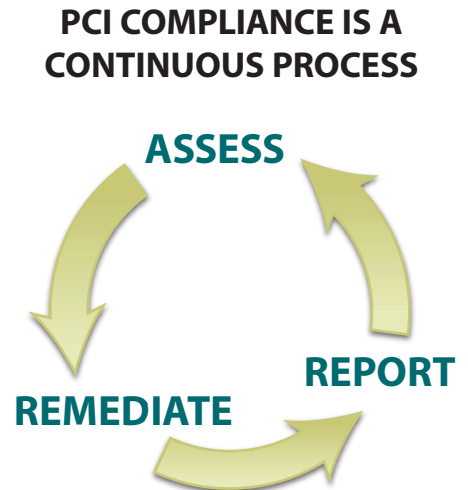 PCI COMPLIANCE IS A
CONTINUOUS PROCESS
ASSESS
REPORT
REMEDIATE